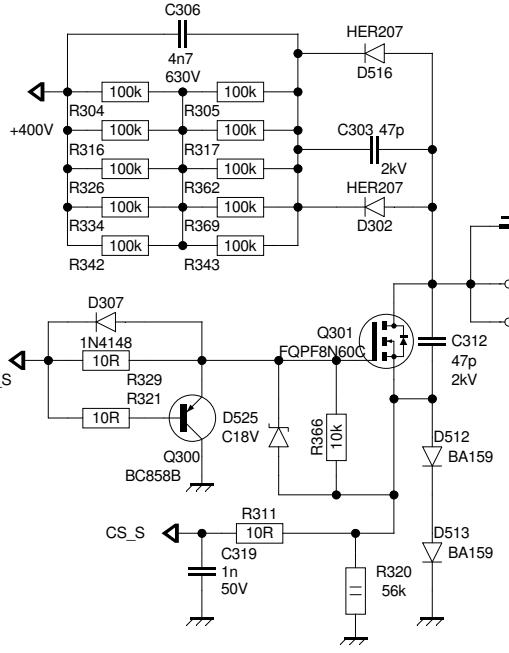 C306
4n7
630V
HER207
D516
100k
100k
R304
R305
+400V
100k
100k
R316
R317
C303 47p
2kV
100k
100k
R326
R362
HER207
D302
100k
100k
R334
R369
100k
100k
R342
R343
D307
1N4148
Q301
FQPF8N60C
C312
47p
2kV
10R
R329
_S
R321
10R
D525
C18V
R366
10k
Q300
BC858B
D512
BA159
R311
10R
CS_S
C319
1n
50V
D513
BA159
R320
56k